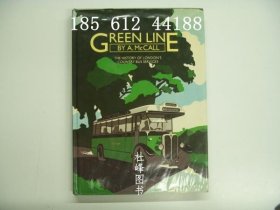 185 612 44188
GREEN LINE
BY A. McCALL
THE HISTORY OF LONDON'S
COUNTRY BUS SERVICES
杜峰图书